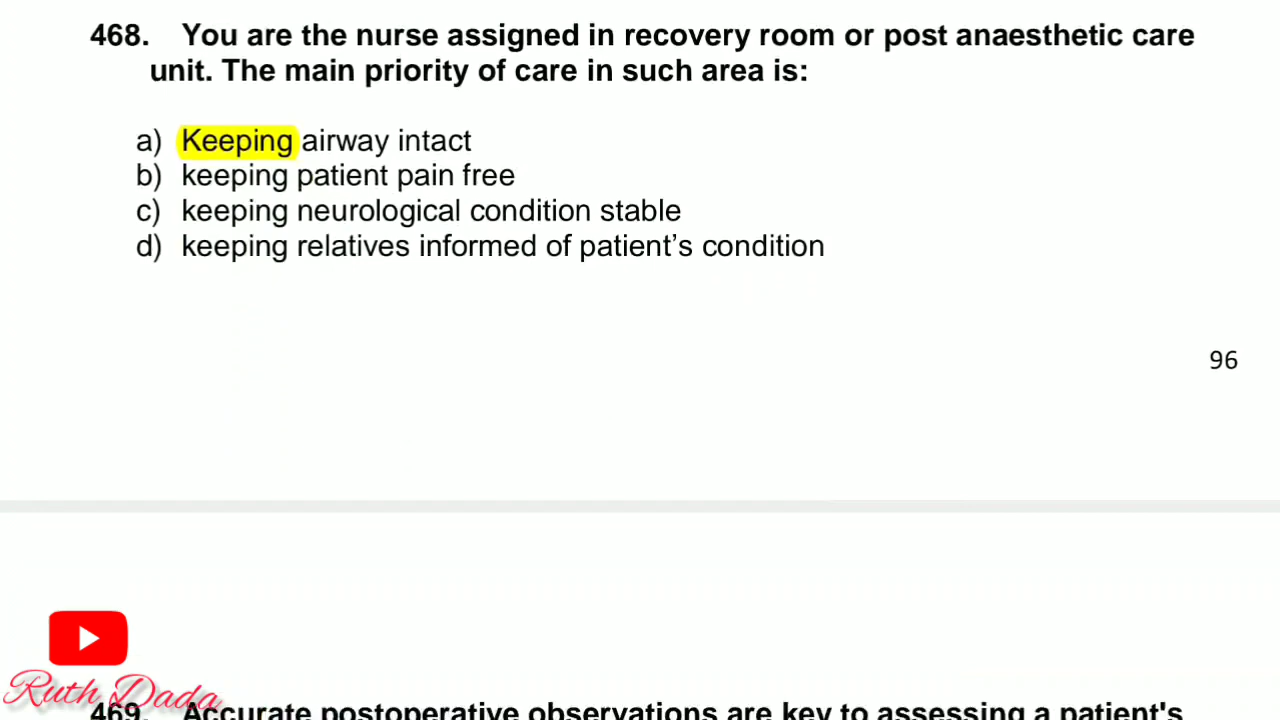 468. You are the nurse assigned in recovery room or post anaesthetic care
unit. The main priority of care in such area is:
a) Keeping airway intact
b) keeping patient pain free
c) keeping neurological condition stable
d) keeping relatives informed of patient’s condition
96
Ruth Dada
469. Accurate postoperative observations are key to assessing a patient's